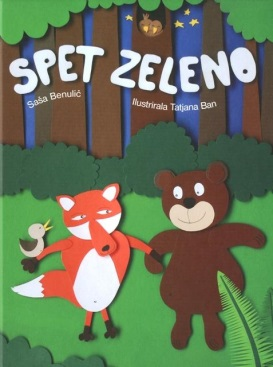 SPET ZELENO
Saša Benulić
Ilustrirala Tatjana Ban